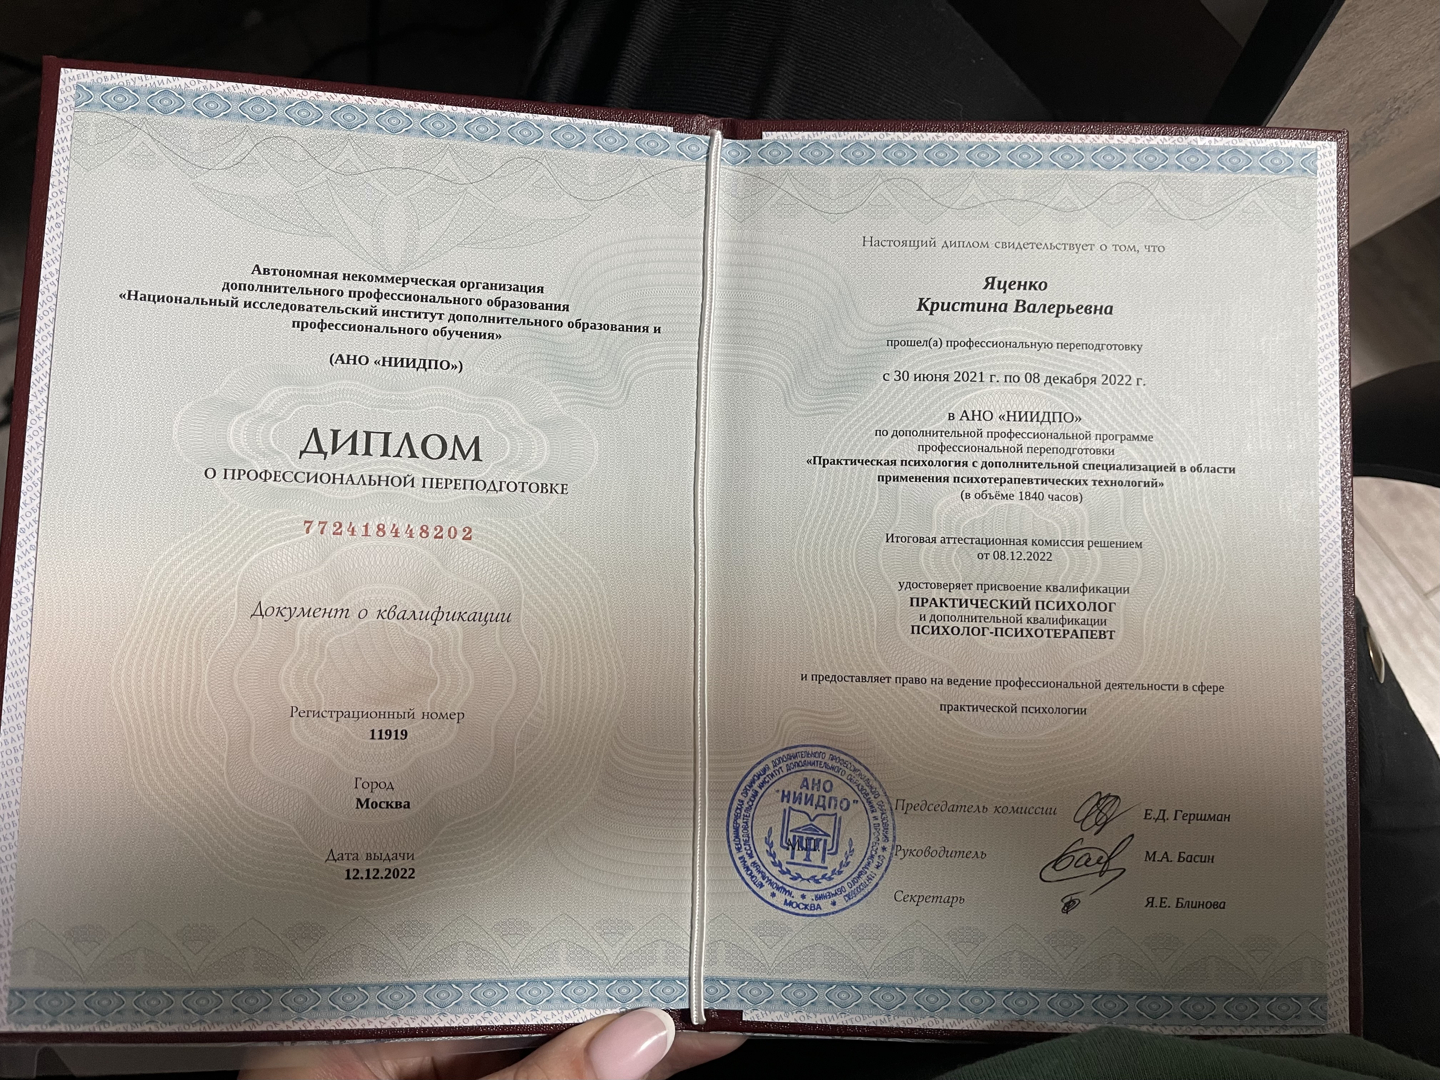 Автономная некоммерческая организация
дополнительного профессионального образования
«Национальный исследовательский институт дополнительного образования и
профессионального обучения»
(АНО «НИИДПО»)
ДИПЛОМ
О ПРОФЕССИОНАЛЬНОЙ ПЕРЕПОДГОТОВКЕ
772418448202
Документ о квалификации
Регистрационный номер
11919
Город
Москва
Дата выдачи
12.12.2022
Настоящий диплом свидетельствует о том, что
Яценко
Кристина Валерьевна
прошел(а) профессиональную переподготовку
с 30 июня 2021 г. по 08 декабря 2022 г.
в АНО «НИИДПО»
по дополнительной профессиональной программе
профессиональной переподготовки
«Практическая психология с дополнительной специализацией в области
применения психотерапевтических технологий»
(в объёме 1840 часов)
Итоговая аттестационная комиссия решением
от 08.12.2022
удостоверяет присвоение квалификации
ПРАКТИЧЕСКИЙ ПСИХОЛОГ
и дополнительной квалификации
ПСИХОЛОГ-ПСИХОТЕРАПЕВТ
и предоставляет право на ведение профессиональной деятельности в сфере
практической психологии
АНО
"НИИДПО"
МОСКВА
Председатель комиссии
Е.Д. Гершман
Руководитель
М.А. Басин
Секретарь
Я.Е. Блинова